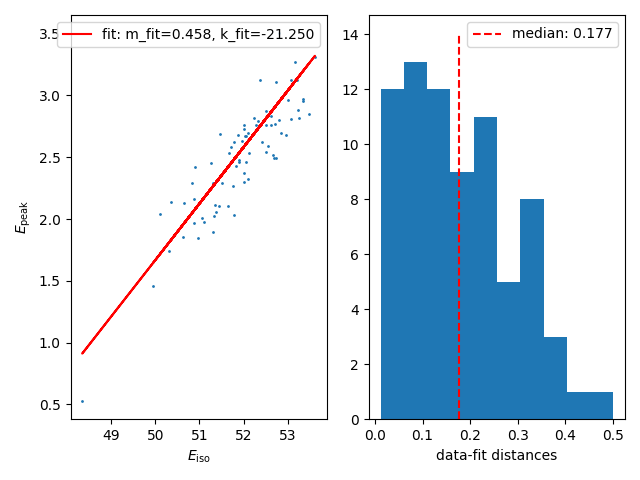 fit: m_fit=0.458, k_fit=-21.250
3.5
3.0
2.5
2.0
1.5
1.0
0.5
E_peak
49 50 51 52 53
E_iso
median: 0.177
14
12
10
8
6
4
2
0
0.0 0.1 0.2 0.3 0.4 0.5
data-fit distances